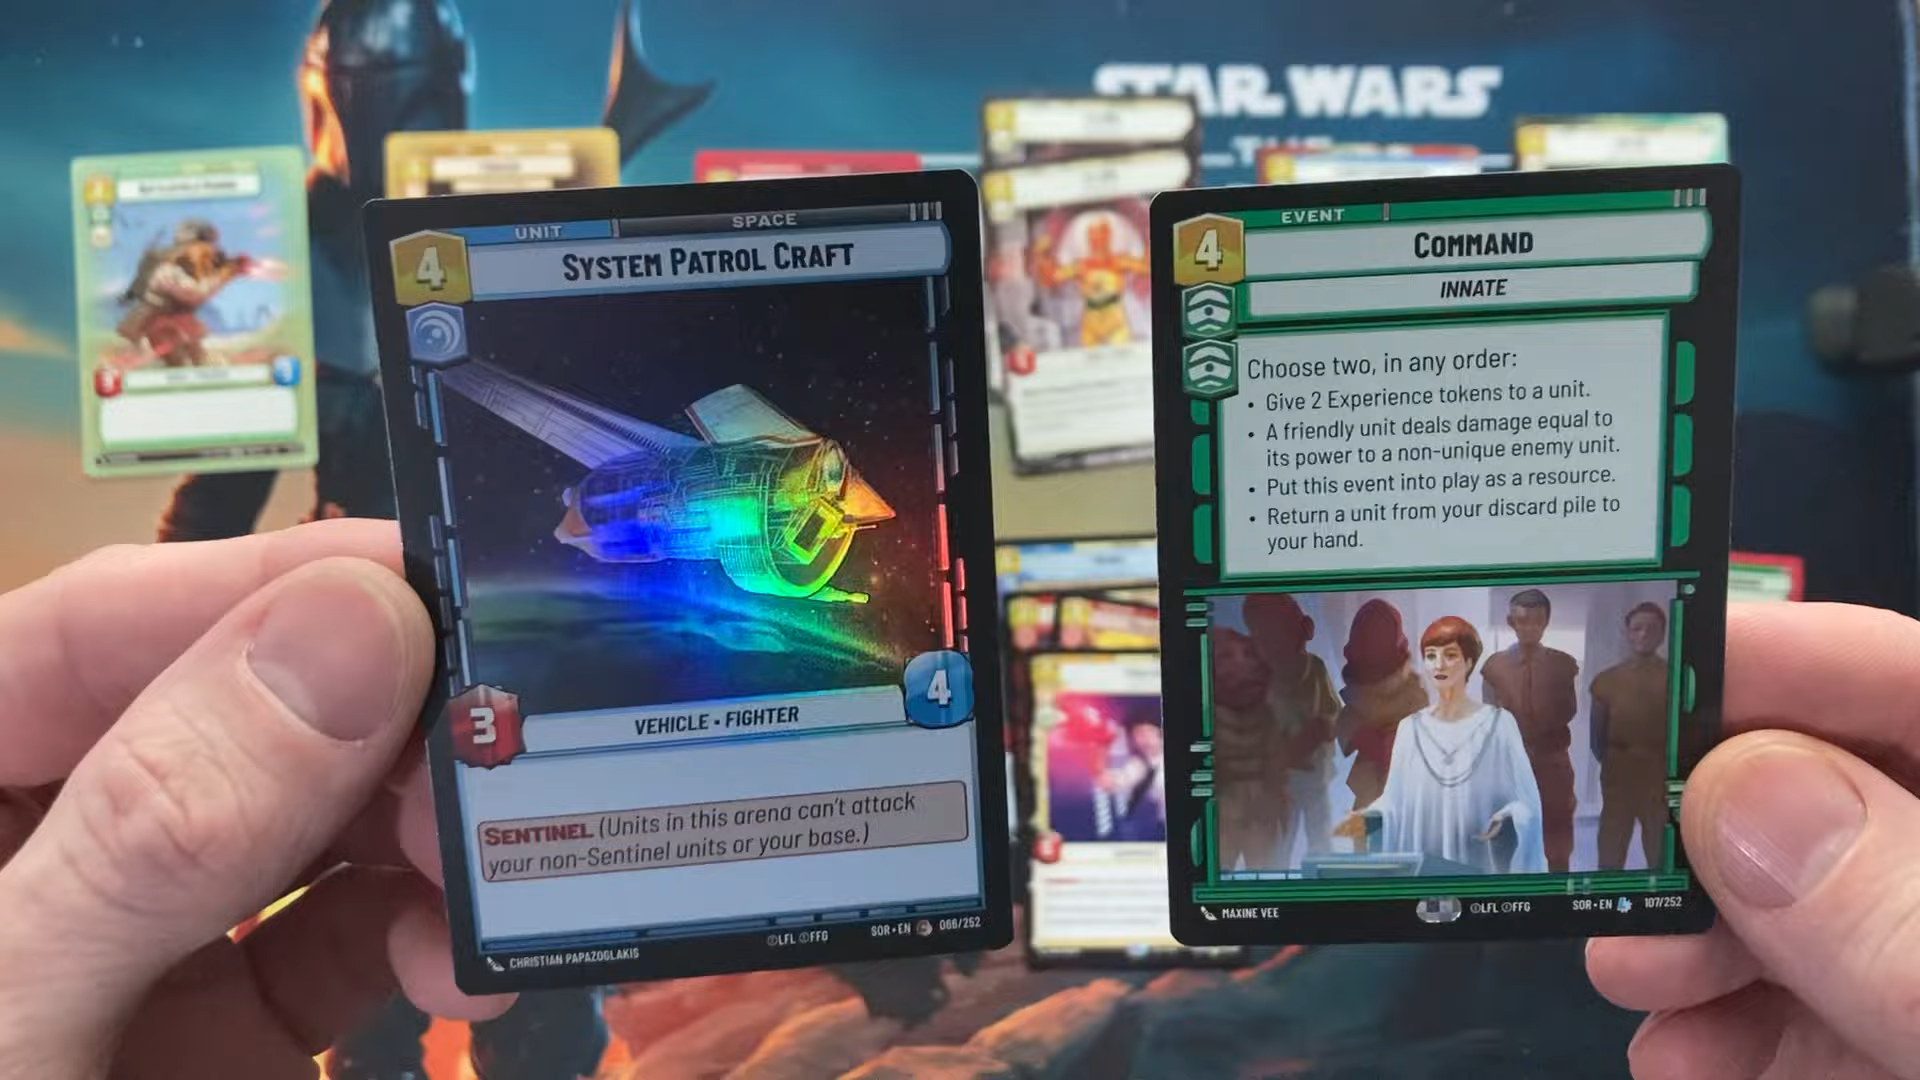 STAR WARS
UNIT
SPACE
4
SYSTEM PATROL CRAFT
3
VEHICLE • FIGHTER
4
SENTINEL (Units in this arena can't attack
your non-Sentinel units or your base.)
CHRISTIAN PAPAZOGLAKIS
©LFL ©FFG
SOR • EN
066/252
EVENT
4
COMMAND
INNATE
Choose two, in any order:
• Give 2 Experience tokens to a unit.
• A friendly unit deals damage equal to
its power to a non-unique enemy unit.
• Put this event into play as a resource.
• Return a unit from your discard pile to
your hand.
MAXINE VEE
©LFL ©FFG
SOR • EN
107/252